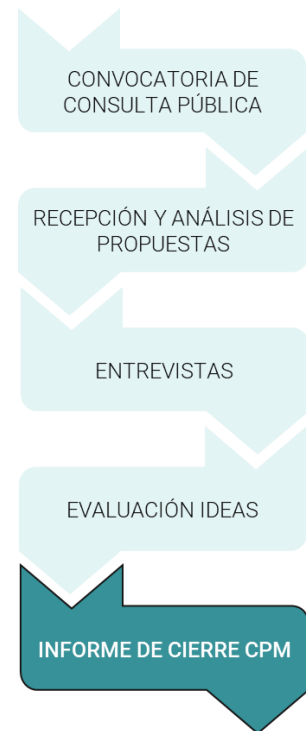 CONVOCATORIA DE
CONSULTA PÚBLICA
RECEPCIÓN Y ANÁLISIS DE
PROPUESTAS
ENTREVISTAS
EVALUACIÓN IDEAS
INFORME DE CIERRE CPM